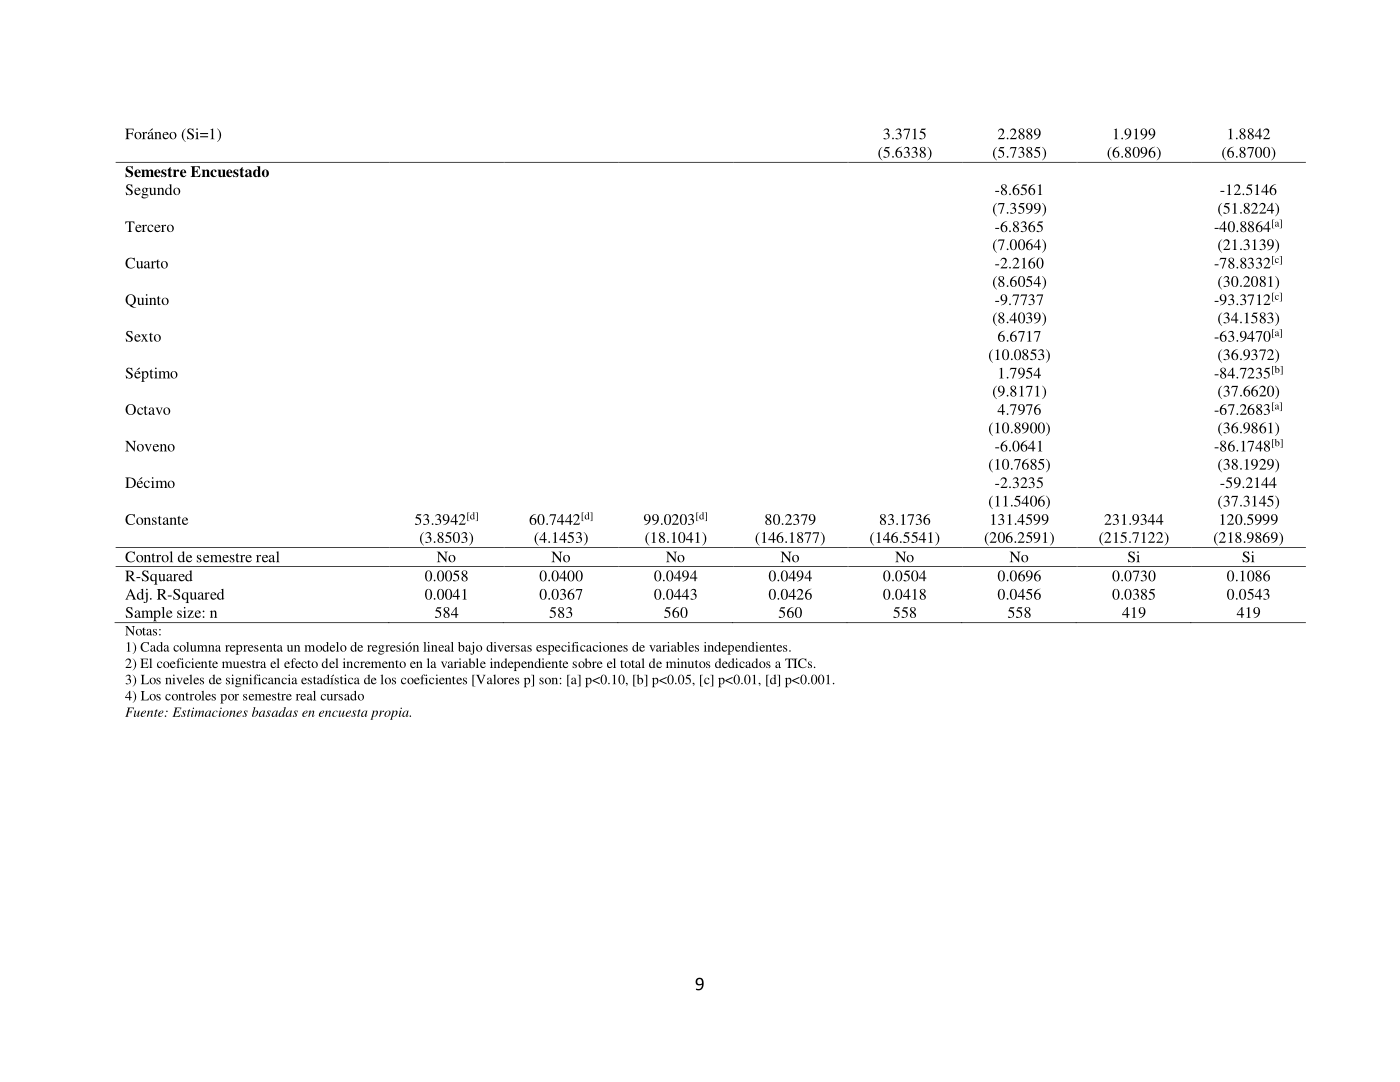 Foráneo (Si=1) 3.3715 2.2889 1.9199 1.8842
(5.6338) (5.7385) (6.8096) (6.8700)
Semestre Encuestado
Segundo -8.6561 -12.5146
(7.3599) (51.8224)
Tercero -6.8365 -40.8864[a]
(7.0064) (21.3139)
Cuarto -2.2160 -78.8332[c]
(8.6054) (30.2081)
Quinto -9.7737 -93.3712[c]
(8.4039) (34.1583)
Sexto 6.6717 -63.9470[a]
(10.0853) (36.9372)
Séptimo 1.7954 -84.7235[b]
(9.8171) (37.6620)
Octavo 4.7976 -67.2683[a]
(10.8900) (36.9861)
Noveno -6.0641 -86.1748[b]
(10.7685) (38.1929)
Décimo -2.3235 -59.2144
(11.5406) (37.3145)
Constante 53.3942[d] 60.7442[d] 99.0203[d] 80.2379 83.1736 131.4599 231.9344 120.5999
(3.8503) (4.1453) (18.1041) (146.1877) (146.5541) (206.2591) (215.7122) (218.9869)
Control de semestre real No No No No No No Si Si
R-Squared 0.0058 0.0400 0.0494 0.0494 0.0504 0.0696 0.0730 0.1086
Adj. R-Squared 0.0041 0.0367 0.0443 0.0426 0.0418 0.0456 0.0385 0.0543
Sample size: n 584 583 560 560 558 558 419 419
Notas:
1) Cada columna representa un modelo de regresión lineal bajo diversas especificaciones de variables independientes.
2) El coeficiente muestra el efecto del incremento en la variable independiente sobre el total de minutos dedicados a TICs.
3) Los niveles de significancia estadística de los coeficientes [Valores p] son: [a] p<0.10, [b] p<0.05, [c] p<0.01, [d] p<0.001.
4) Los controles por semestre real cursado
Fuente: Estimaciones basadas en encuesta propia.
9